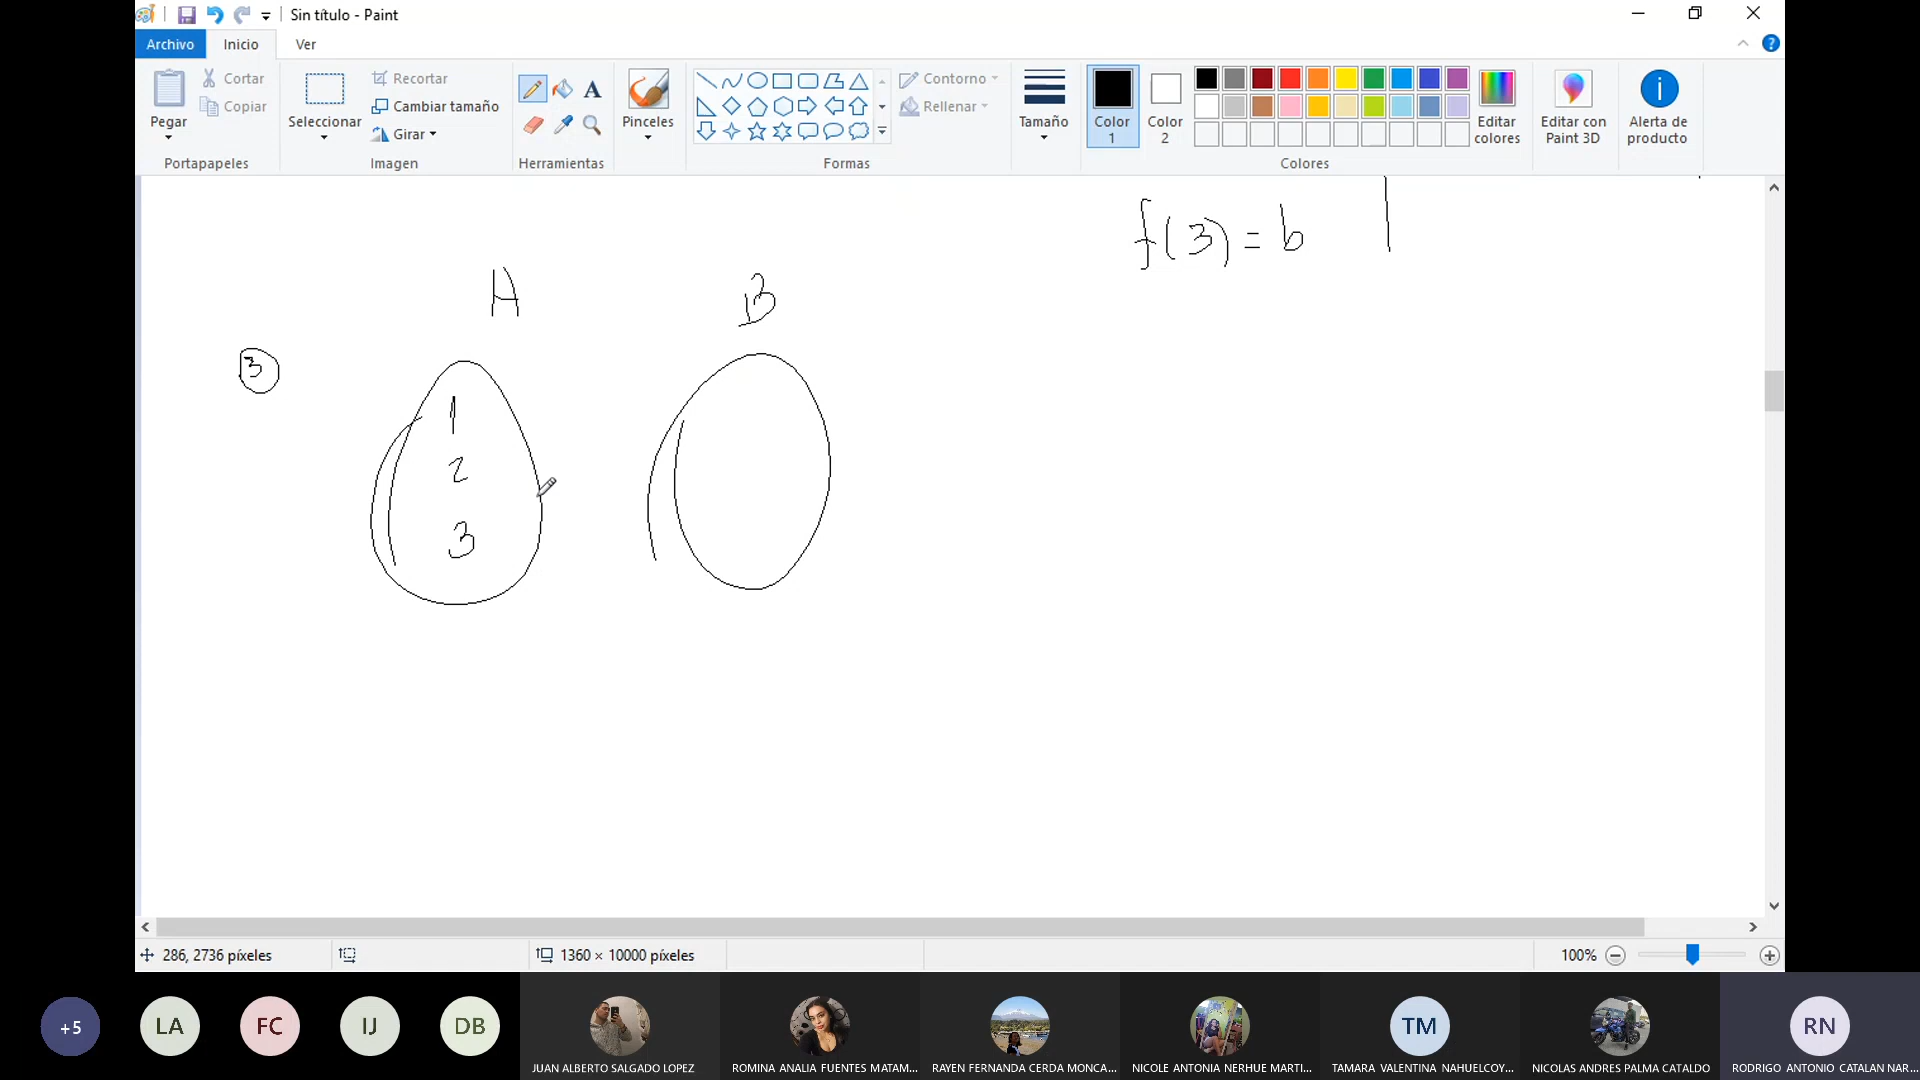 Sin título - Paint
Archivo
Inicio
Ver
Pegar
Cortar
Copiar
Portapapeles
Seleccionar
Recortar
Cambiar tamaño
Girar
Imagen
A
Herramientas
Pinceles
Contorno
Rellenar
Formas
Tamaño
Color
1
Color
2
Editar
colores
Colores
Editar con
Paint 3D
Alerta de
producto
f(3) = b
A
B
3
1
2
3
286, 2736 píxeles
1360 × 10000 píxeles
100%
+5
LA
FC
IJ
DB
TM
RN
JUAN ALBERTO SALGADO LOPEZ
ROMINA ANALIA FUENTES MATAM...
RAYEN FERNANDA CERDA MONCA...
NICOLE ANTONIA NERHUE MARTI...
TAMARA VALENTINA NAHUELCOY...
NICOLAS ANDRES PALMA CATALDO
RODRIGO ANTONIO CATALAN NAR...